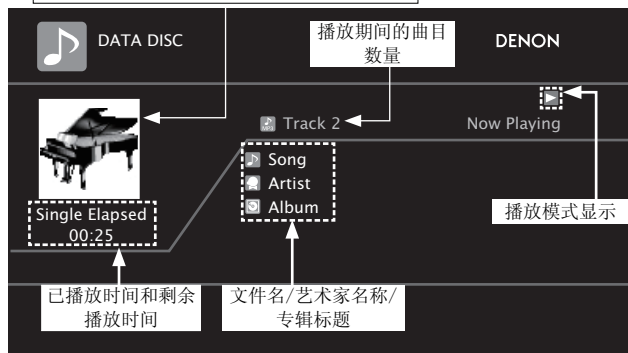 DATA DISC
播放期间的曲目
数量
DENON
MP3
Track 2
Now Playing
Song
Artist
Album
Single Elapsed
00:25
播放模式显示
已播放时间和剩余
播放时间
文件名/艺术家名称/
专辑标题